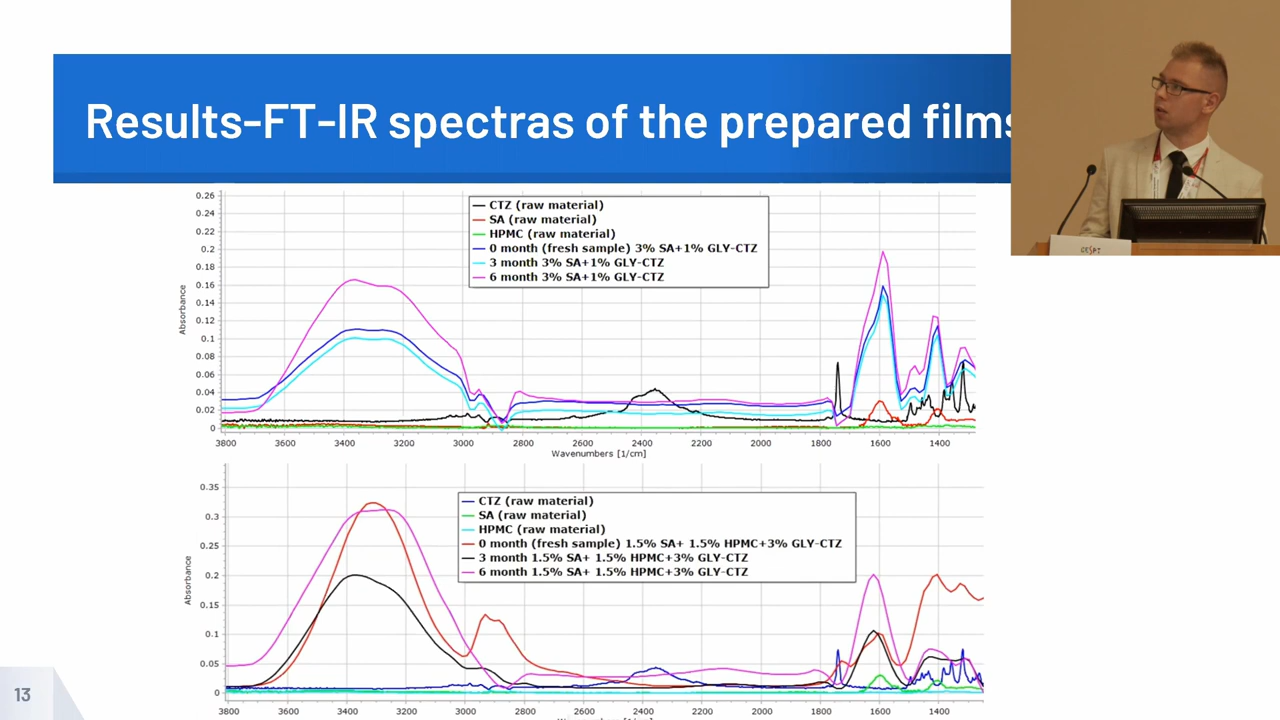 Results-FT-IR spectras of the prepared films
0.26
0.24
0.22
0.2
0.18
0.16
0.14
0.12
0.1
0.08
0.06
0.04
0.02
0
Absorbance
CTZ (raw material)
SA (raw material)
HPMC (raw material)
0 month (fresh sample) 3% SA+1% GLY-CTZ
3 month 3% SA+1% GLY-CTZ
6 month 3% SA+1% GLY-CTZ
3800 3600 3400 3200 3000 2800 2600 2400 2200 2000 1800 1600 1400
Wavenumbers [1/cm]
0.35
0.3
0.25
0.2
0.15
0.1
0.05
0
Absorbance
CTZ (raw material)
SA (raw material)
HPMC (raw material)
0 month (fresh sample) 1.5% SA+ 1.5% HPMC+3% GLY-CTZ
3 month 1.5% SA+ 1.5% HPMC+3% GLY-CTZ
6 month 1.5% SA+ 1.5% HPMC+3% GLY-CTZ
3800 3600 3400 3200 3000 2800 2600 2400 2200 2000 1800 1600 1400
Wavenumbers [1/cm]
13